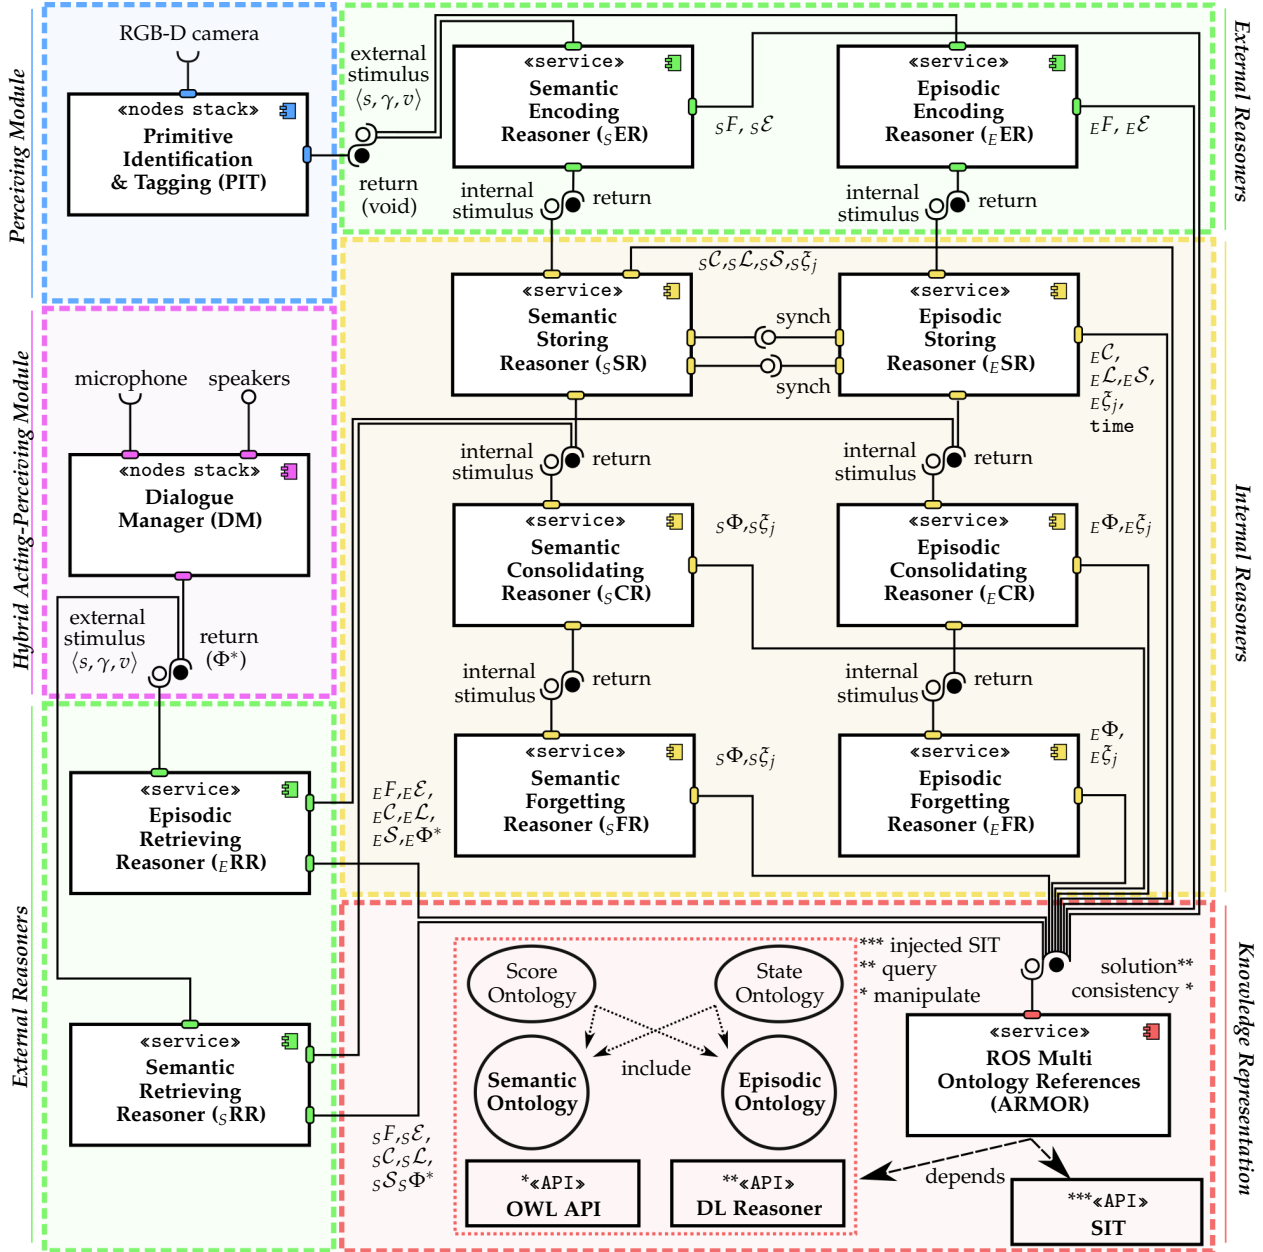 Perceiving Module
RGB-D camera
«nodes stack»
Primitive
Identification
& Tagging (PIT)
external
stimulus
⟨s, γ, v⟩
return
(void)
External Reasoners
«service»
Semantic
Encoding
Reasoner (SER)
SF, Sℰ
«service»
Episodic
Encoding
Reasoner (EER)
EF, Eℰ
internal
stimulus
return
internal
stimulus
return
Hybrid Acting-Perceiving Module
microphone
speakers
«nodes stack»
Dialogue
Manager (DM)
external
stimulus
⟨s, γ, v⟩
return
(Φ*)
Internal Reasoners
S𝒞,Sℒ,S𝒮,Sξj
«service»
Semantic
Storing
Reasoner (SSR)
synch
synch
«service»
Episodic
Storing
Reasoner (ESR)
E𝒞,
Eℒ,E𝒮,
Eξj,
time
internal
stimulus
return
internal
stimulus
return
«service»
Semantic
Consolidating
Reasoner (SCR)
SΦ,Sξj
«service»
Episodic
Consolidating
Reasoner (ECR)
EΦ,Eξj
internal
stimulus
return
internal
stimulus
return
«service»
Semantic
Forgetting
Reasoner (SFR)
SΦ,Sξj
«service»
Episodic
Forgetting
Reasoner (EFR)
EΦ,
Eξj
External Reasoners
«service»
Episodic
Retrieving
Reasoner (ERR)
EF,Eℰ,
E𝒞,Eℒ,
E𝒮,EΦ*
«service»
Semantic
Retrieving
Reasoner (SRR)
SF,Sℰ,
S𝒞,Sℒ,
S𝒮SΦ*
Knowledge Representation
Score
Ontology
State
Ontology
include
Semantic
Ontology
Episodic
Ontology
*«API»
OWL API
**«API»
DL Reasoner
*** injected SIT
** query
* manipulate
solution**
consistency *
«service»
ROS Multi
Ontology References
(ARMOR)
depends
***«API»
SIT